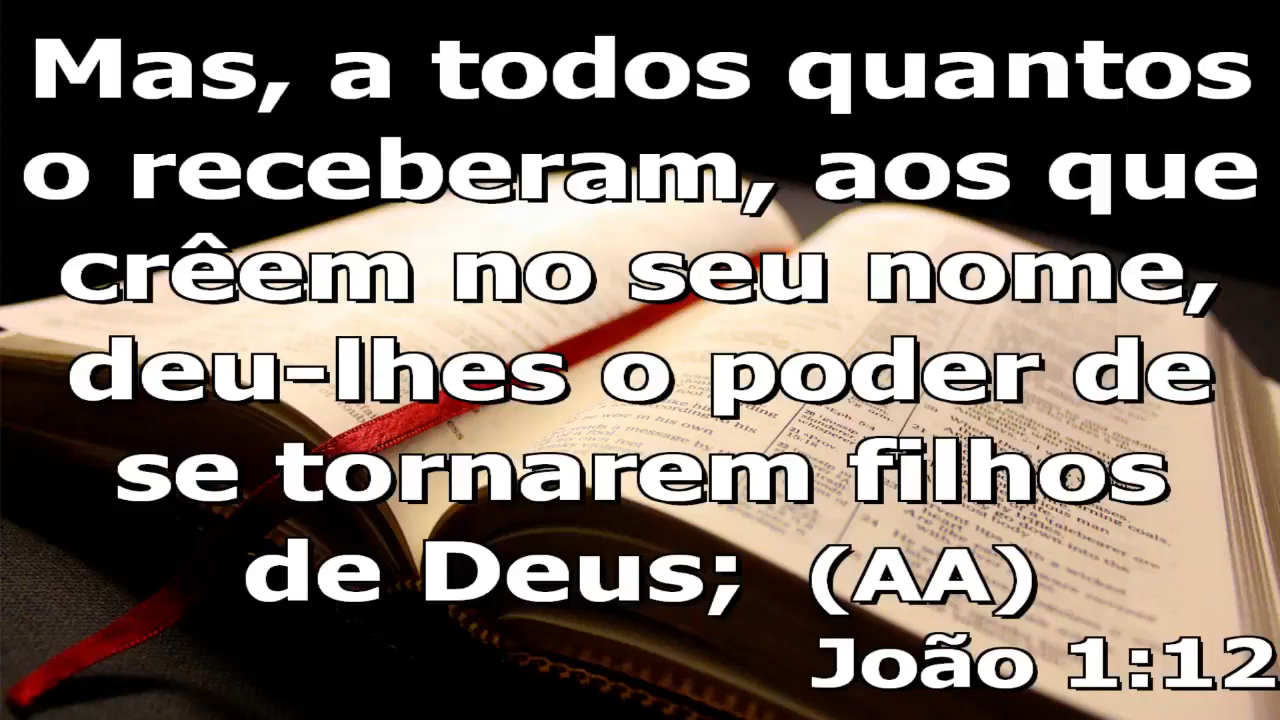 Mas, a todos quantos
o receberam, aos que
crêem no seu nome,
deu-lhes o poder de
se tornarem filhos
de Deus; (AA)
João 1:12